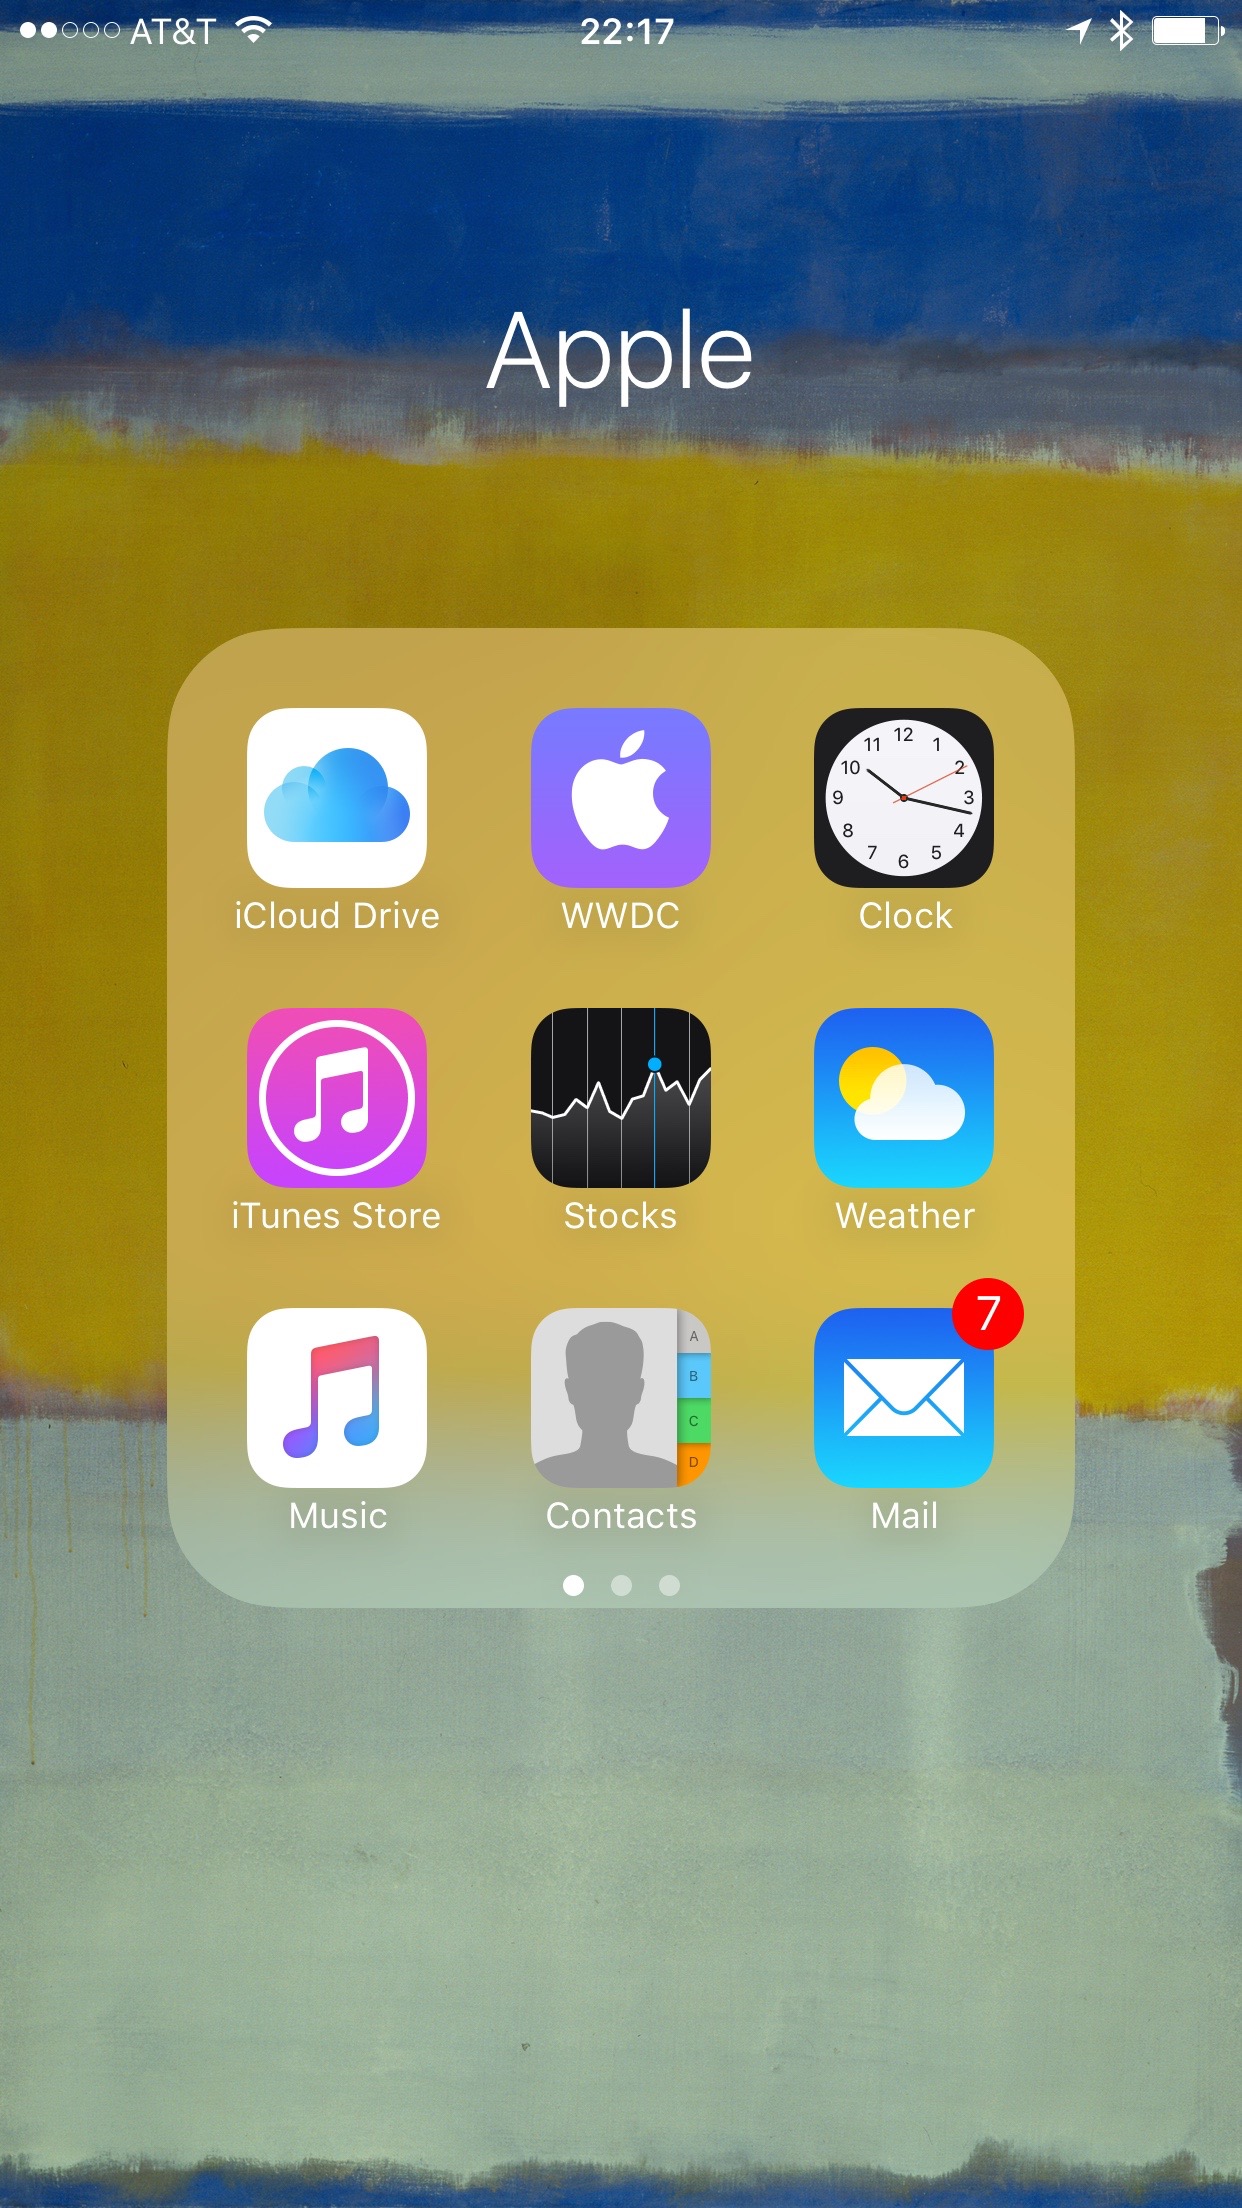 AT&T 22:17
Apple
12
11 1
10 2
9 3
8 4
7 5
6
iCloud Drive WWDC Clock
iTunes Store Stocks Weather
7
A
B
C
D
Music Contacts Mail